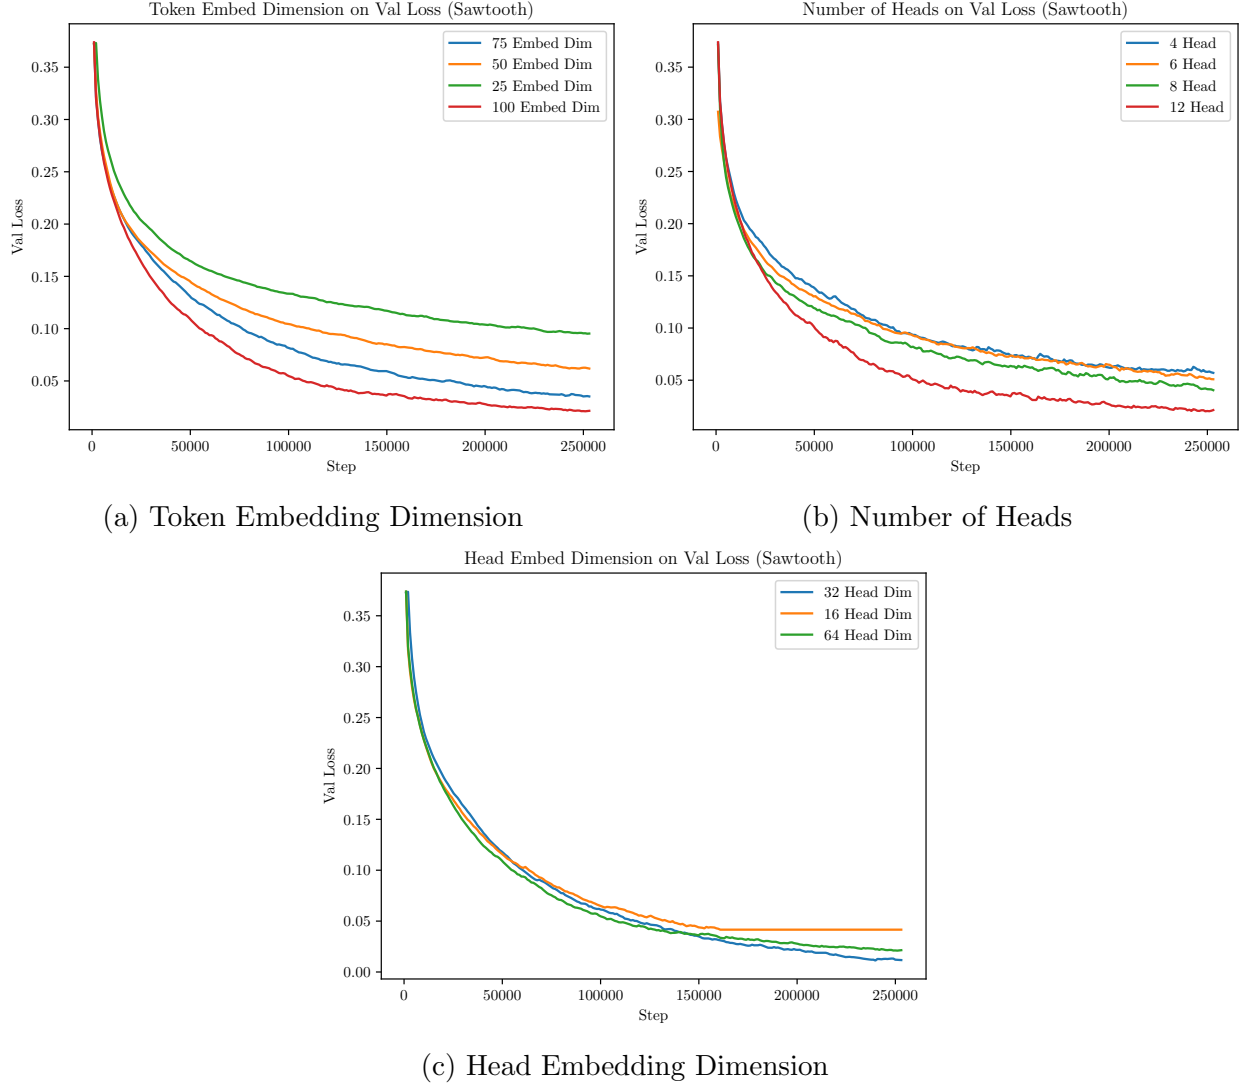 Token Embed Dimension on Val Loss (Sawtooth)
Val Loss
0.35
0.30
0.25
0.20
0.15
0.10
0.05
75 Embed Dim
50 Embed Dim
25 Embed Dim
100 Embed Dim
0 50000 100000 150000 200000 250000
Step
(a) Token Embedding Dimension
Number of Heads on Val Loss (Sawtooth)
Val Loss
0.35
0.30
0.25
0.20
0.15
0.10
0.05
4 Head
6 Head
8 Head
12 Head
0 50000 100000 150000 200000 250000
Step
(b) Number of Heads
Head Embed Dimension on Val Loss (Sawtooth)
Val Loss
0.35
0.30
0.25
0.20
0.15
0.10
0.05
0.00
32 Head Dim
16 Head Dim
64 Head Dim
0 50000 100000 150000 200000 250000
Step
(c) Head Embedding Dimension